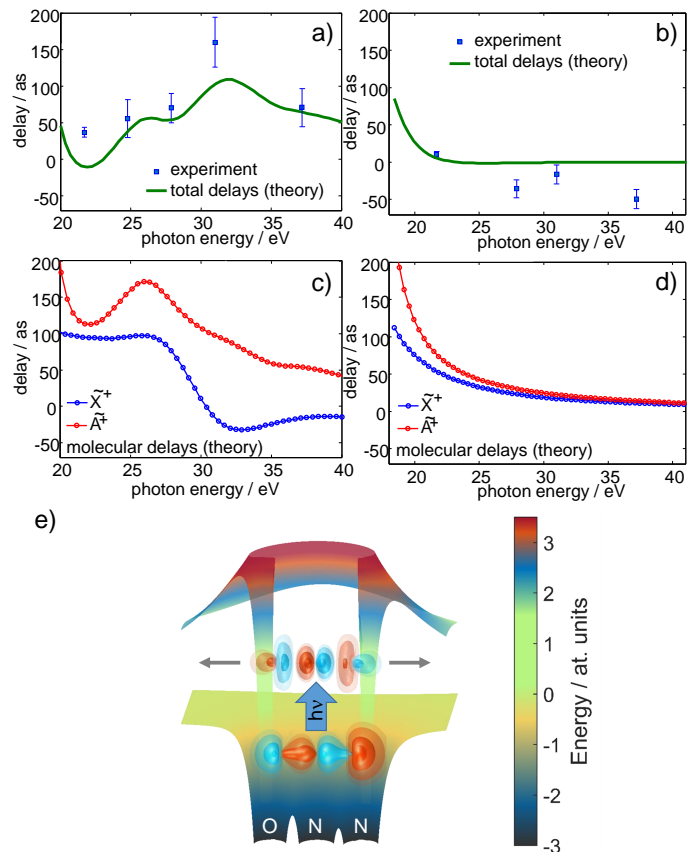 a)
200
150
100
50
0
-50
delay / as
experiment
total delays (theory)
20 25 30 35 40
photon energy / eV
b)
200
150
100
50
0
-50
delay / as
experiment
total delays (theory)
20 25 30 35 40
photon energy / eV
c)
200
150
100
50
0
-50
delay / as
X̃⁺
Ã⁺
molecular delays (theory)
20 25 30 35 40
photon energy / eV
d)
200
150
100
50
0
-50
delay / as
X̃⁺
Ã⁺
molecular delays (theory)
20 25 30 35 40
photon energy / eV
e)
hν
O N N
3
2
1
0
-1
-2
-3
Energy / at. units